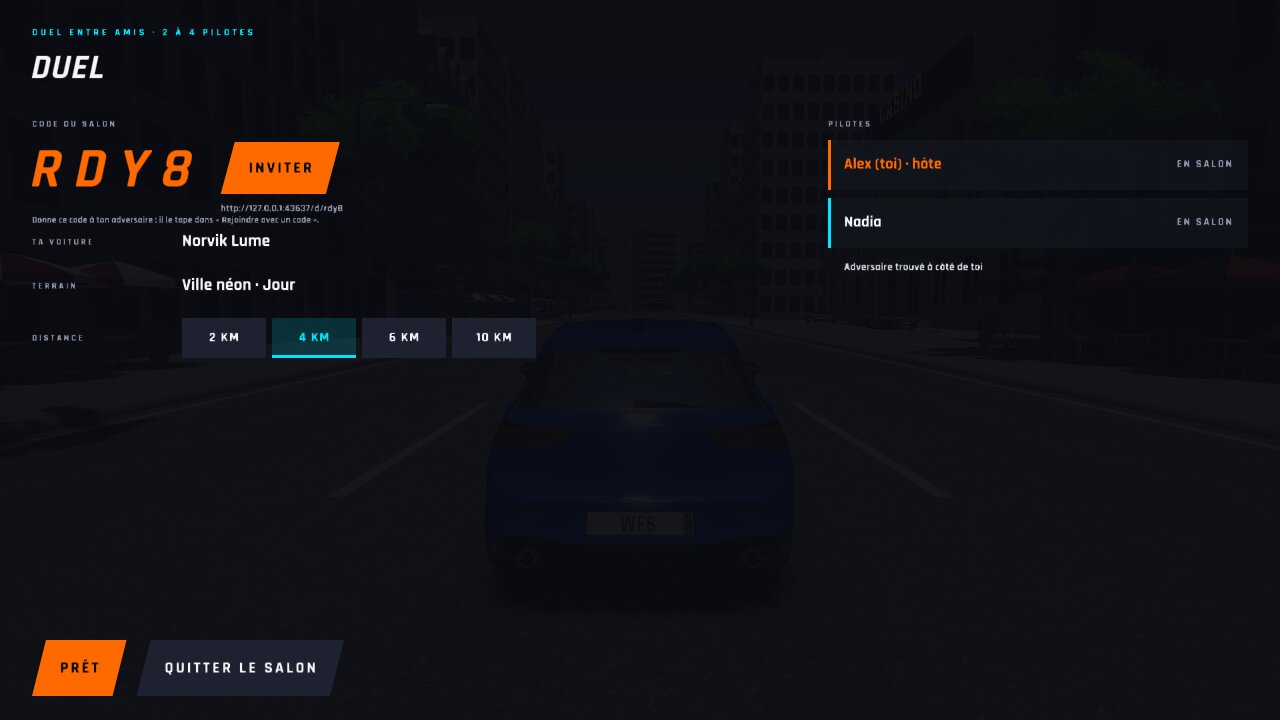 DUEL ENTRE AMIS · 2 À 4 PILOTES
DUEL
CODE DU SALON
RDY8
INVITER
http://127.0.0.1:43637/d/rdy8
Donne ce code à ton adversaire : il le tape dans « Rejoindre avec un code ».
TA VOITURE
Norvik Lume
TERRAIN
Ville néon · Jour
DISTANCE
2 KM
4 KM
6 KM
10 KM
PILOTES
Alex (toi) · hôte
EN SALON
Nadia
EN SALON
Adversaire trouvé à côté de toi
CASINO
WFS
PRÊT
QUITTER LE SALON